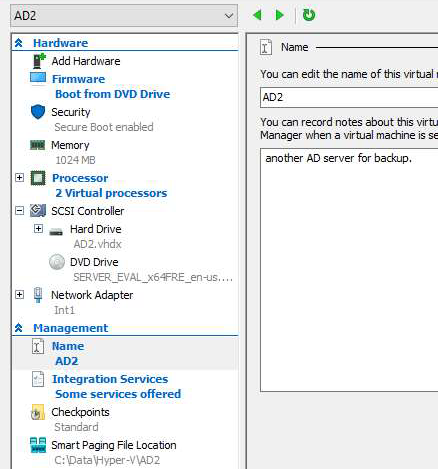 AD2
Hardware
Add Hardware
Firmware
Boot from DVD Drive
Security
Secure Boot enabled
Memory
1024 MB
Processor
2 Virtual processors
SCSI Controller
Hard Drive
AD2.vhdx
DVD Drive
SERVER_EVAL_x64FRE_en-us....
Network Adapter
Int1
Management
Name
AD2
Integration Services
Some services offered
Checkpoints
Standard
Smart Paging File Location
C:\Data\Hyper-V\AD2
Name
You can edit the name of this virtual
AD2
You can record notes about this
Manager when a virtual machine is
another AD server for backup.